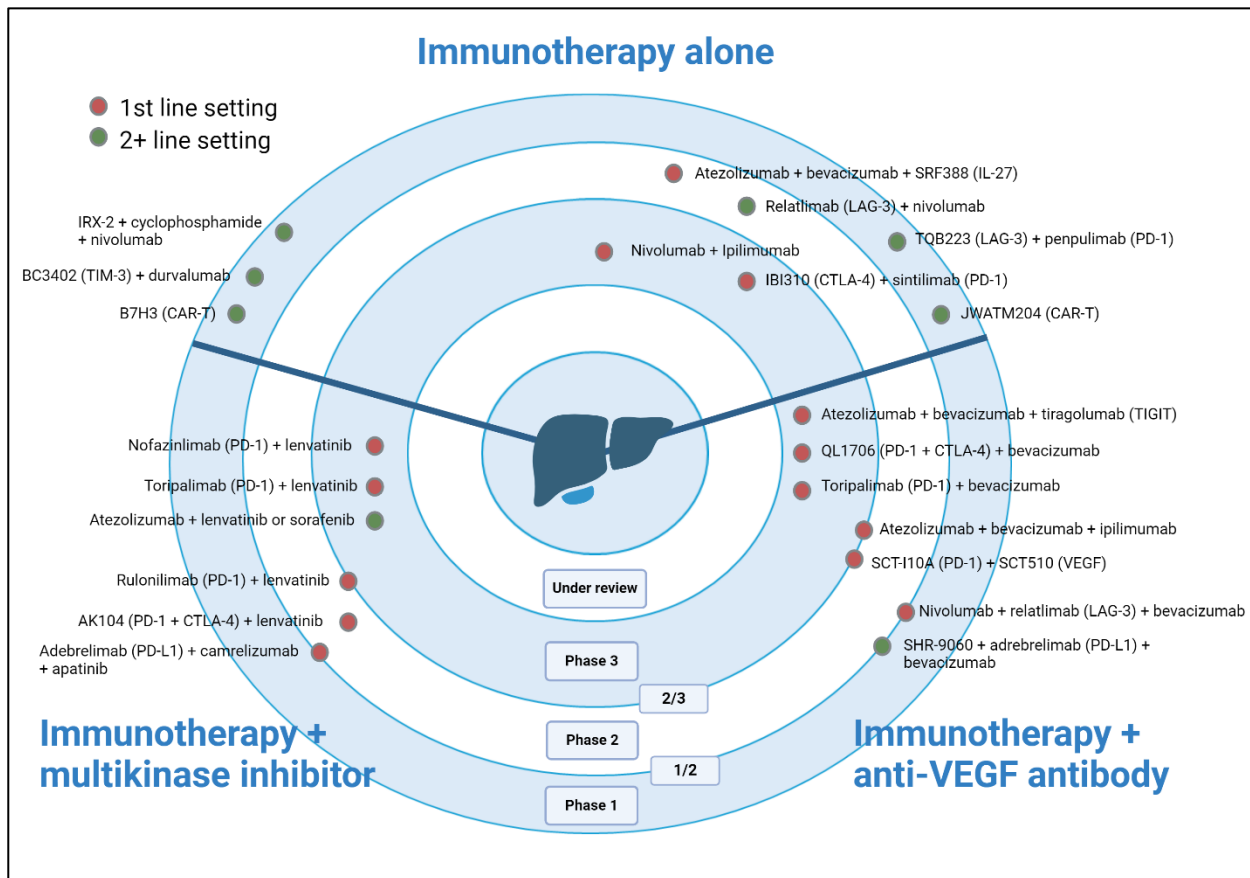 Immunotherapy alone
1st line setting
2+ line setting
IRX-2 + cyclophosphamide
+ nivolumab
BC3402 (TIM-3) + durvalumab
B7H3 (CAR-T)
Atezolizumab + bevacizumab + SRF388 (IL-27)
Relatlimab (LAG-3) + nivolumab
TQB223 (LAG-3) + penpulimab (PD-1)
Nivolumab + Ipilimumab
IBI310 (CTLA-4) + sintilimab (PD-1)
JWATM204 (CAR-T)
Nofazinlimab (PD-1) + lenvatinib
Toripalimab (PD-1) + lenvatinib
Atezolizumab + lenvatinib or sorafenib
Rulonilimab (PD-1) + lenvatinib
AK104 (PD-1 + CTLA-4) + lenvatinib
Adebrelimab (PD-L1) + camrelizumab
+ apatinib
Atezolizumab + bevacizumab + tiragolumab (TIGIT)
QL1706 (PD-1 + CTLA-4) + bevacizumab
Toripalimab (PD-1) + bevacizumab
Atezolizumab + bevacizumab + ipilimumab
SCT-I10A (PD-1) + SCT510 (VEGF)
Nivolumab + relatlimab (LAG-3) + bevacizumab
SHR-9060 + adrebrelimab (PD-L1) +
bevacizumab
Under review
Phase 3
2/3
Phase 2
1/2
Phase 1
Immunotherapy +
multikinase inhibitor
Immunotherapy +
anti-VEGF antibody